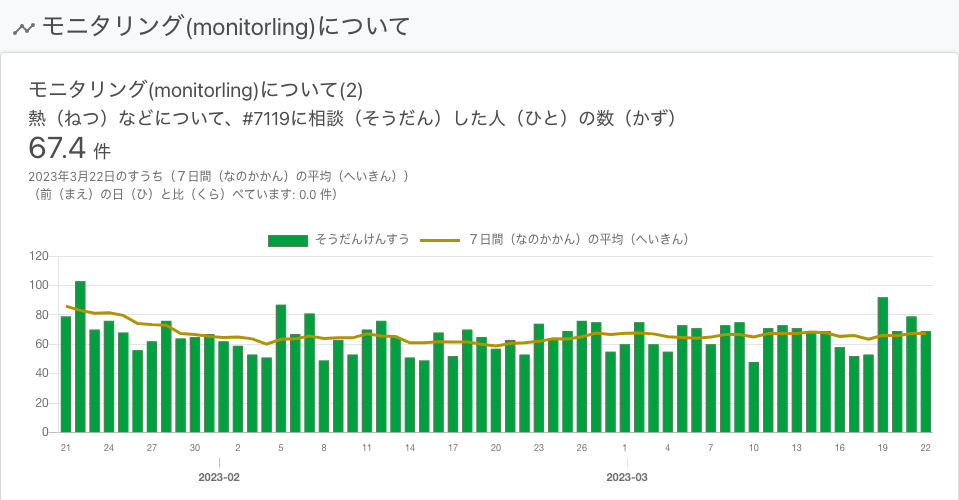 モニタリング(monitorling)について
モニタリング(monitorling)について(2)
熱（ねつ）などについて、#7119に相談（そうだん）した人（ひと）の数（かず）
67.4 件
2023年3月22日のすうち（７日間（なのかかん）の平均（へいきん））
（前（まえ）の日（ひ）と比（くら）べています: 0.0 件）
そうだんけんすう ７日間（なのかかん）の平均（へいきん）
120
100
80
60
40
20
0
21 24 27 30 2 5 8 11 14 17 20 23 26 1 4 7 10 13 16 19 22
2023-02 2023-03